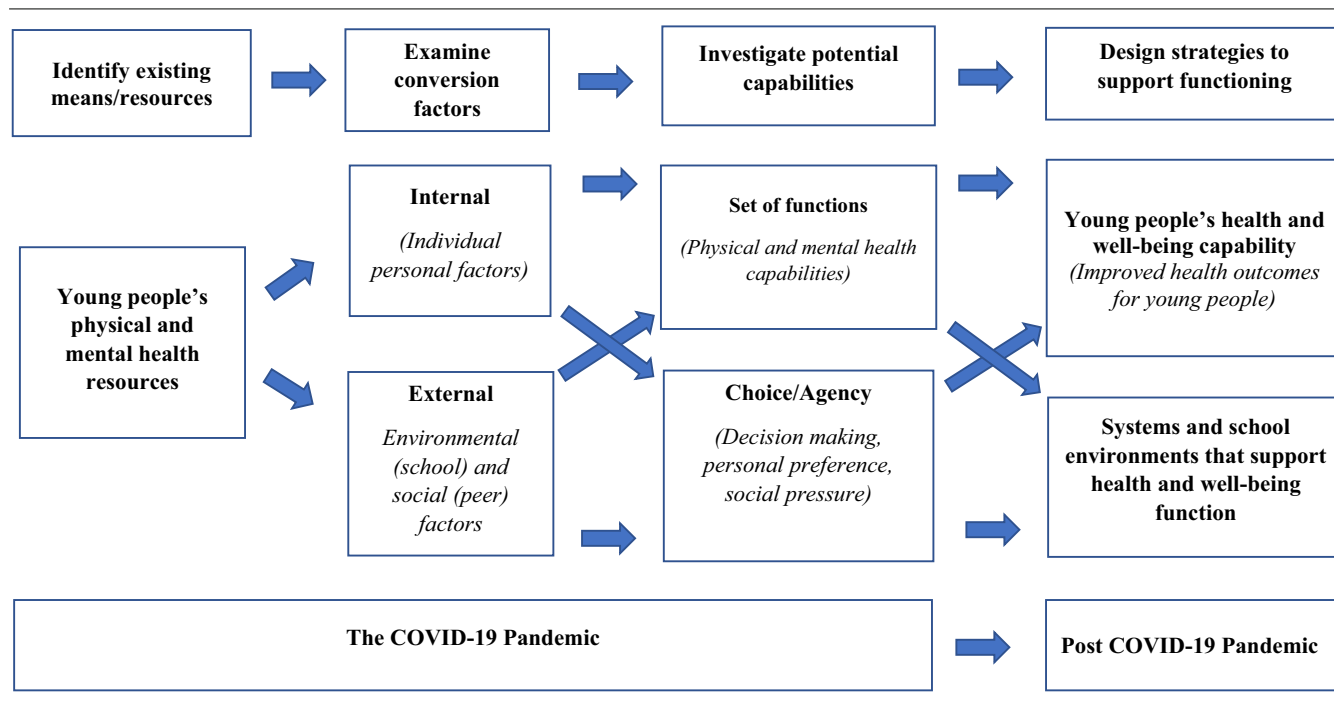 Identify existing
means/resources
Examine
conversion
factors
Investigate potential
capabilities
Design strategies to
support functioning
Young people’s
physical and
mental health
resources
Internal
(Individual
personal factors)
External
Environmental
(school) and
social (peer)
factors
Set of functions
(Physical and mental health
capabilities)
Choice/Agency
(Decision making,
personal preference,
social pressure)
Young people’s health and
well-being capability
(Improved health outcomes
for young people)
Systems and school
environments that support
health and well-being
function
The COVID-19 Pandemic
Post COVID-19 Pandemic